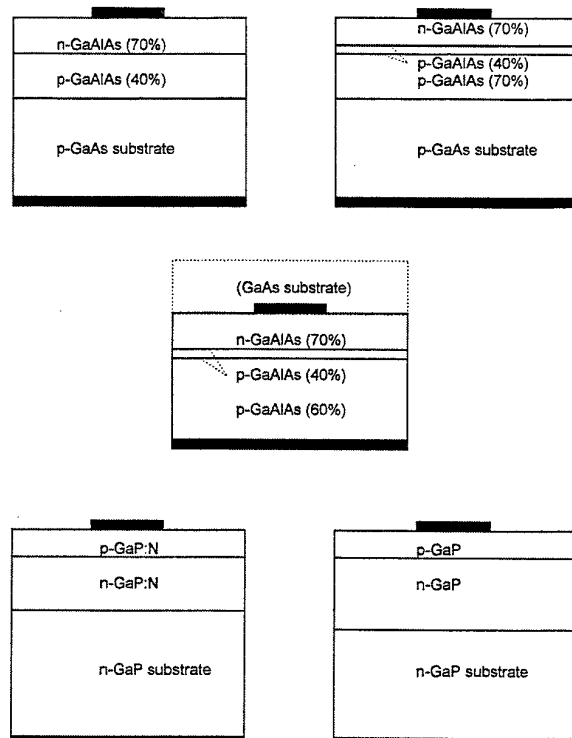 n-GaAlAs (70%)
p-GaAlAs (40%)
p-GaAs substrate
n-GaAlAs (70%)
p-GaAlAs (40%)
p-GaAlAs (70%)
p-GaAs substrate
(GaAs substrate)
n-GaAlAs (70%)
p-GaAlAs (40%)
p-GaAlAs (60%)
p-GaP:N
n-GaP:N
n-GaP substrate
p-GaP
n-GaP
n-GaP substrate